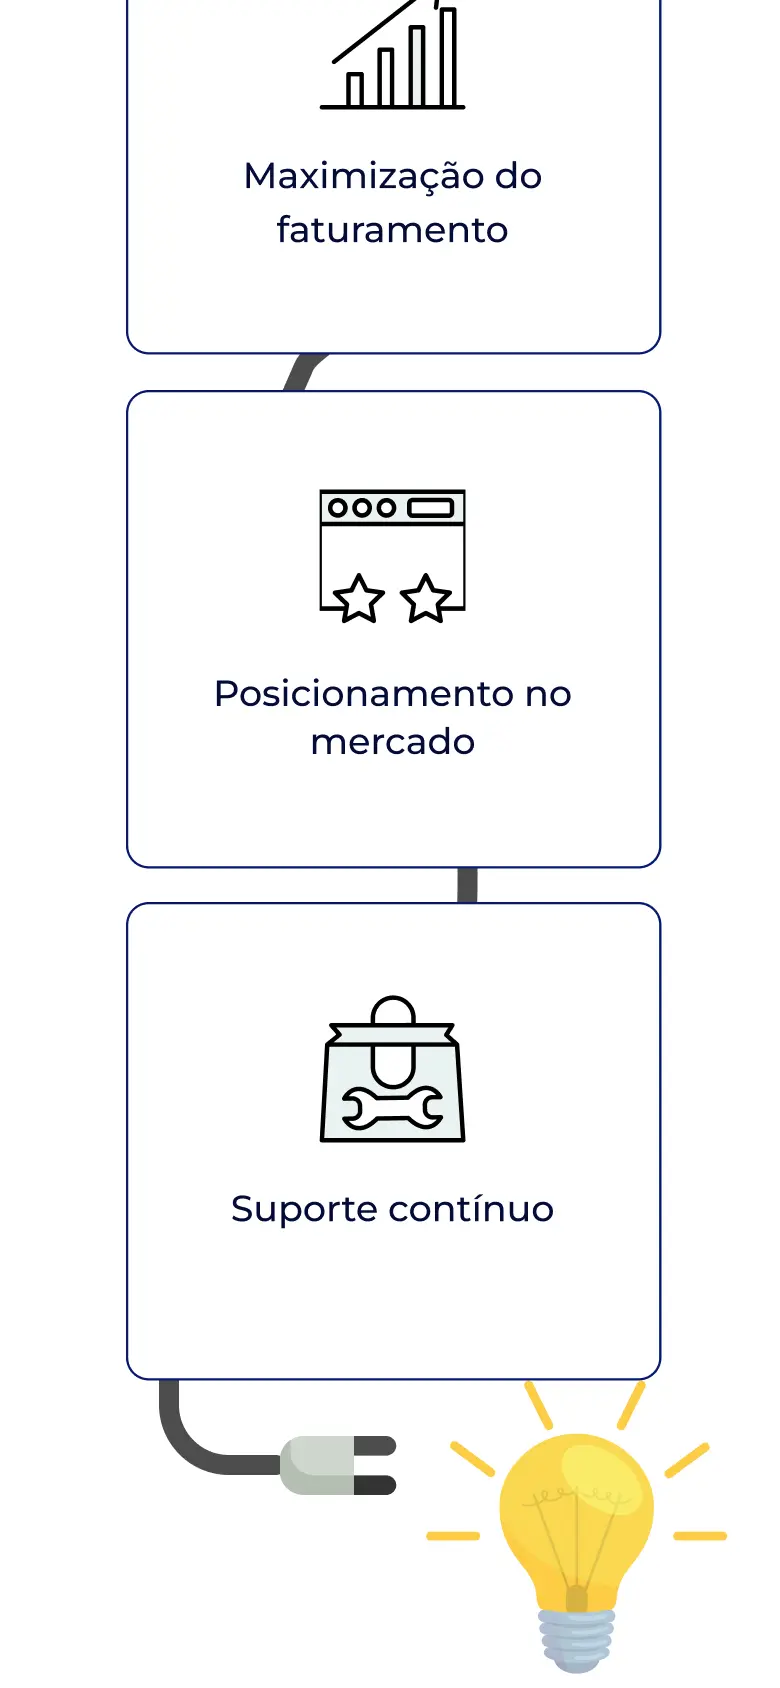 Maximização do
faturamento
Posicionamento no
mercado
Suporte contínuo